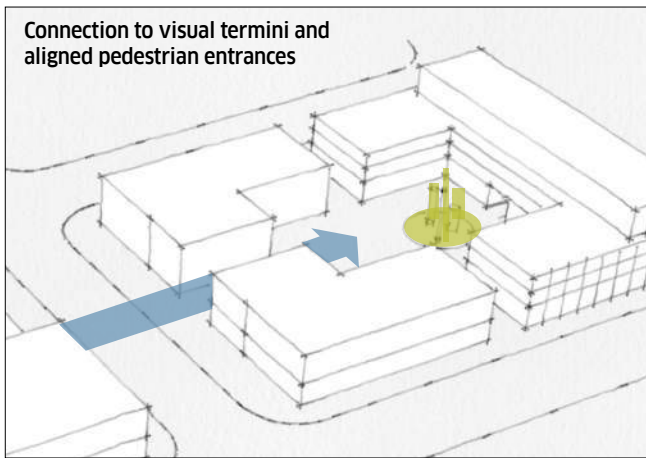 Connection to visual termini and
aligned pedestrian entrances